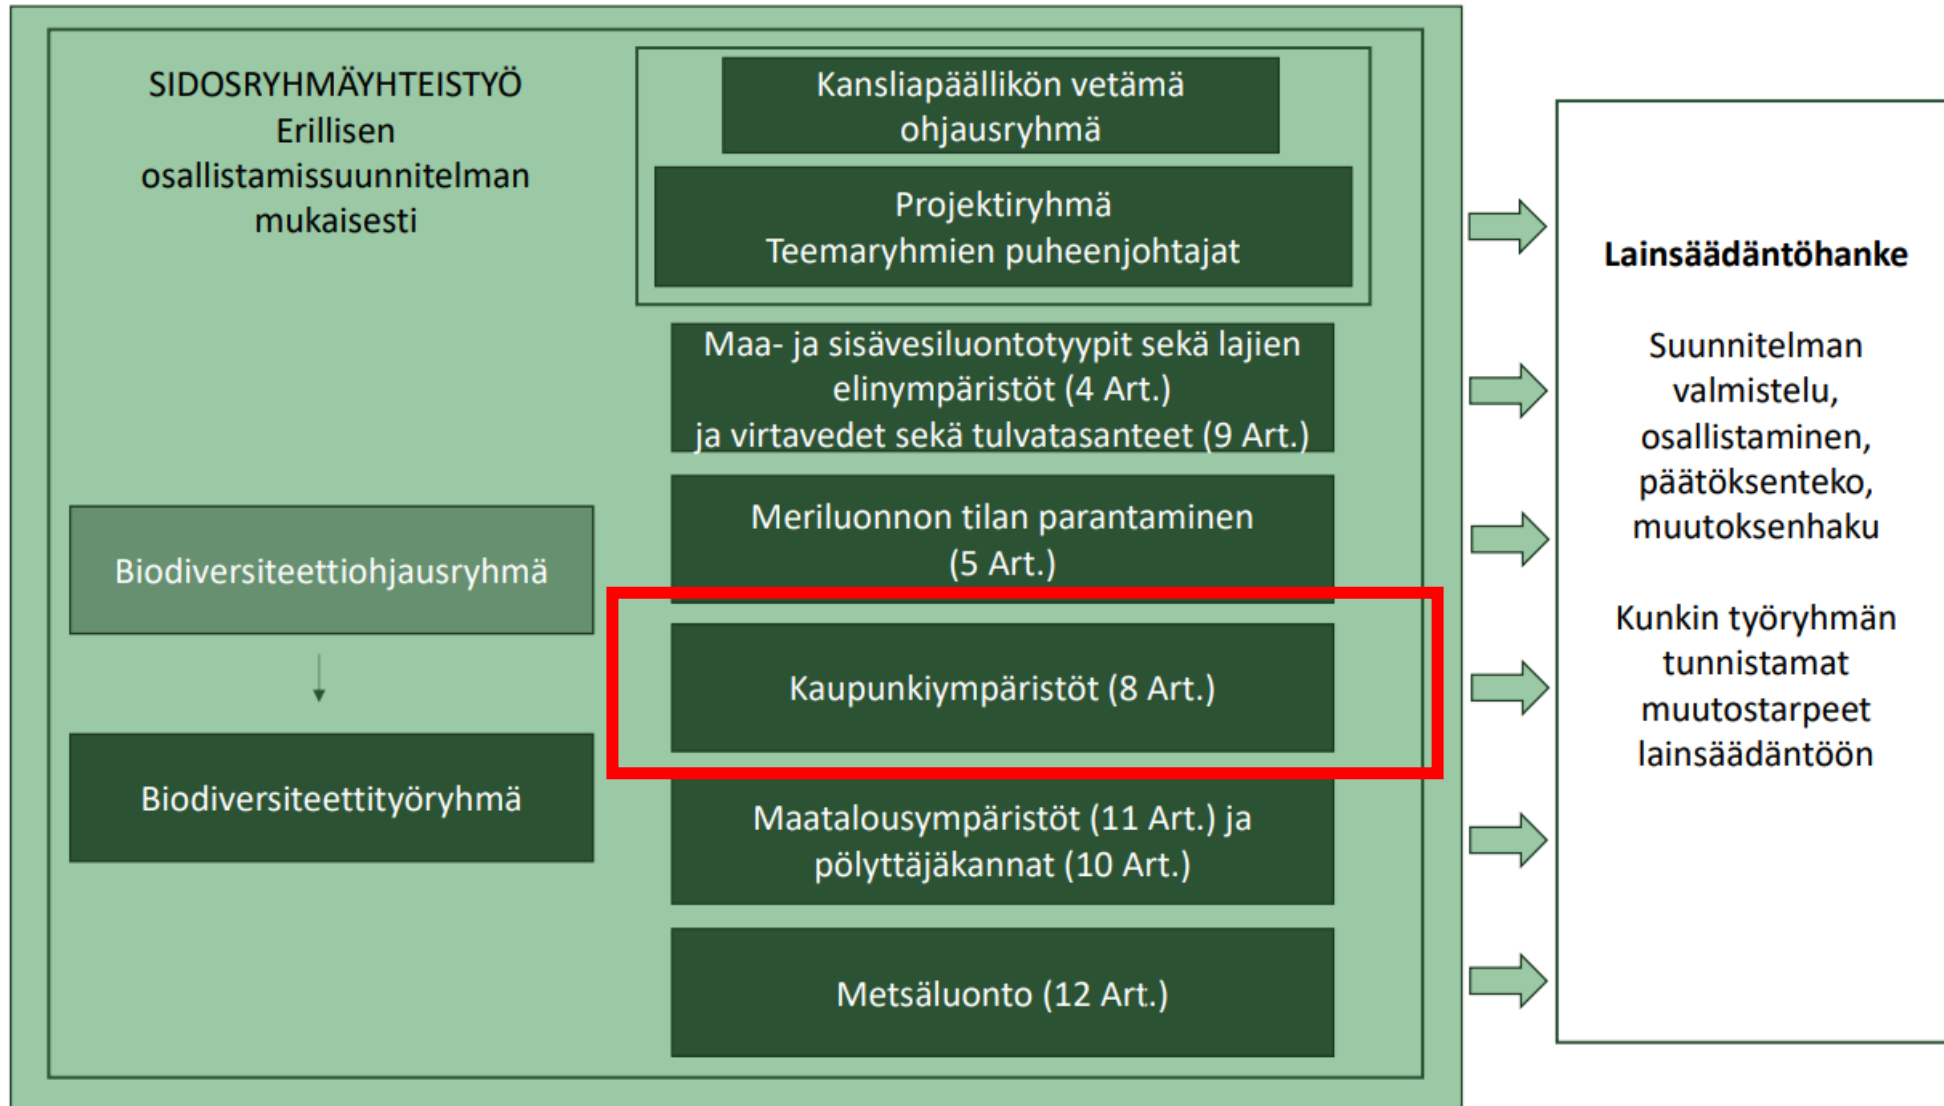 SIDOSRYHMÄYHTEISTYÖ
Erillisen
osallistamissuunnitelman
mukaisesti
Kansliapäällikön vetämä
ohjausryhmä
Projektiryhmä
Teemaryhmien puheenjohtajat
Maa- ja sisävesiluontotyypit sekä lajien
elinympäristöt (4 Art.)
ja virtavedet sekä tulvatasanteet (9 Art.)
Meriluonnon tilan parantaminen
(5 Art.)
Kaupunkiympäristöt (8 Art.)
Maatalousympäristöt (11 Art.) ja
pölyttäjäkannat (10 Art.)
Metsäluonto (12 Art.)
Biodiversiteettiohjausryhmä
Biodiversiteettityöryhmä
Lainsäädäntöhanke
Suunnitelman
valmistelu,
osallistaminen,
päätöksenteko,
muutoksenhaku
Kunkin työryhmän
tunnistamat
muutostarpeet
lainsäädäntöön